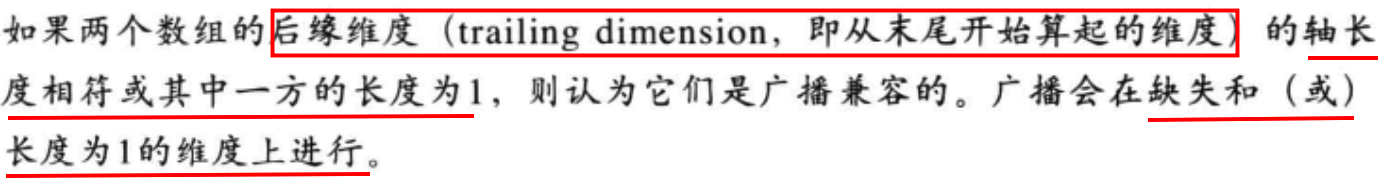 如果两个数组的后缘维度（trailing dimension，即从末尾开始算起的维度）的轴长
度相符或其中一方的长度为1，则认为它们是广播兼容的。广播会在缺失和（或）
长度为1的维度上进行。